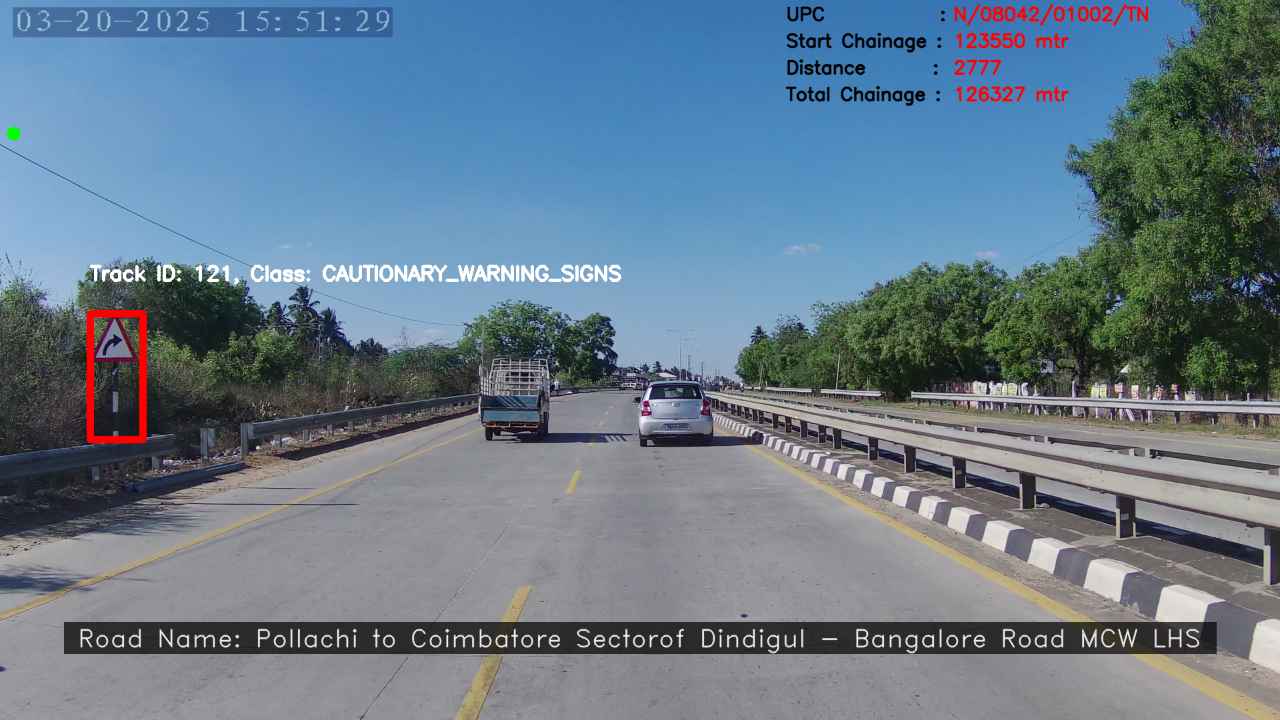 03-20-2025 15:51:29
UPC : N/08042/01002/TN
Start Chainage : 123550 mtr
Distance : 2777
Total Chainage : 126327 mtr
Track ID: 121, Class: CAUTIONARY_WARNING_SIGNS
Road Name: Pollachi to Coimbatore Sectorof Dindigul - Bangalore Road MCW LHS